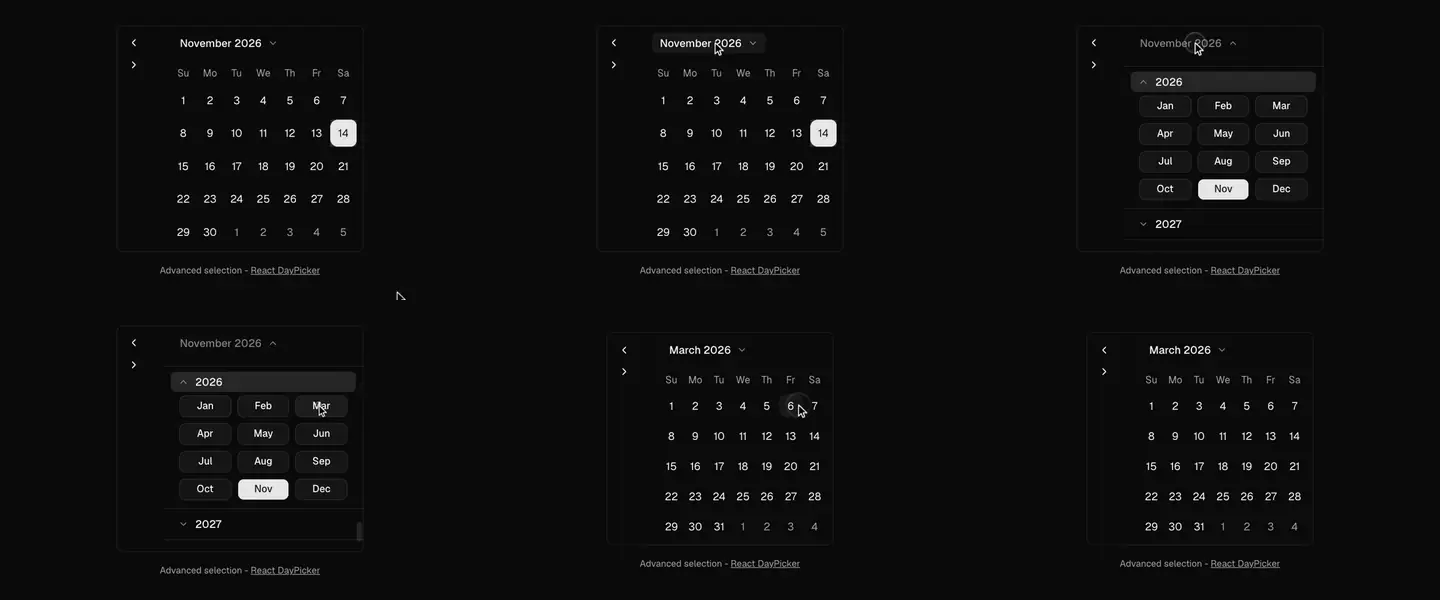 November 2026
Su Mo Tu We Th Fr Sa
1 2 3 4 5 6 7
8 9 10 11 12 13 14
15 16 17 18 19 20 21
22 23 24 25 26 27 28
29 30 1 2 3 4 5
Advanced selection - React DayPicker
November 2026
Su Mo Tu We Th Fr Sa
1 2 3 4 5 6 7
8 9 10 11 12 13 14
15 16 17 18 19 20 21
22 23 24 25 26 27 28
29 30 1 2 3 4 5
Advanced selection - React DayPicker
November 2026
2026
Jan Feb Mar
Apr May Jun
Jul Aug Sep
Oct Nov Dec
2027
Advanced selection - React DayPicker
November 2026
2026
Jan Feb Mar
Apr May Jun
Jul Aug Sep
Oct Nov Dec
2027
Advanced selection - React DayPicker
March 2026
Su Mo Tu We Th Fr Sa
1 2 3 4 5 6 7
8 9 10 11 12 13 14
15 16 17 18 19 20 21
22 23 24 25 26 27 28
29 30 31 1 2 3 4
Advanced selection - React DayPicker
March 2026
Su Mo Tu We Th Fr Sa
1 2 3 4 5 6 7
8 9 10 11 12 13 14
15 16 17 18 19 20 21
22 23 24 25 26 27 28
29 30 31 1 2 3 4
Advanced selection - React DayPicker